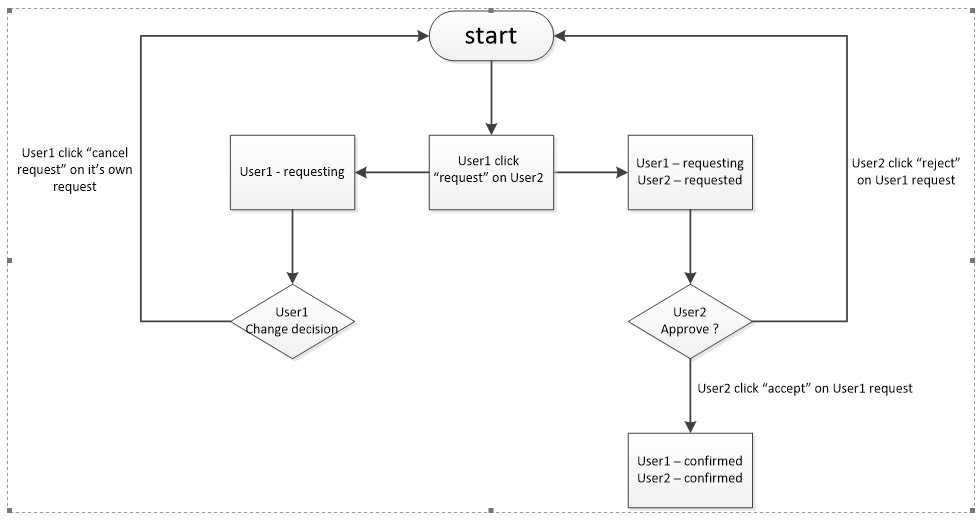 start
User1 click "cancel
request" on it's own
request
User1 - requesting
User1 click
"request" on User2
User1 – requesting
User2 – requested
User2 click "reject"
on User1 request
User1
Change decision
User2
Approve ?
User2 click "accept" on User1 request
User1 – confirmed
User2 – confirmed